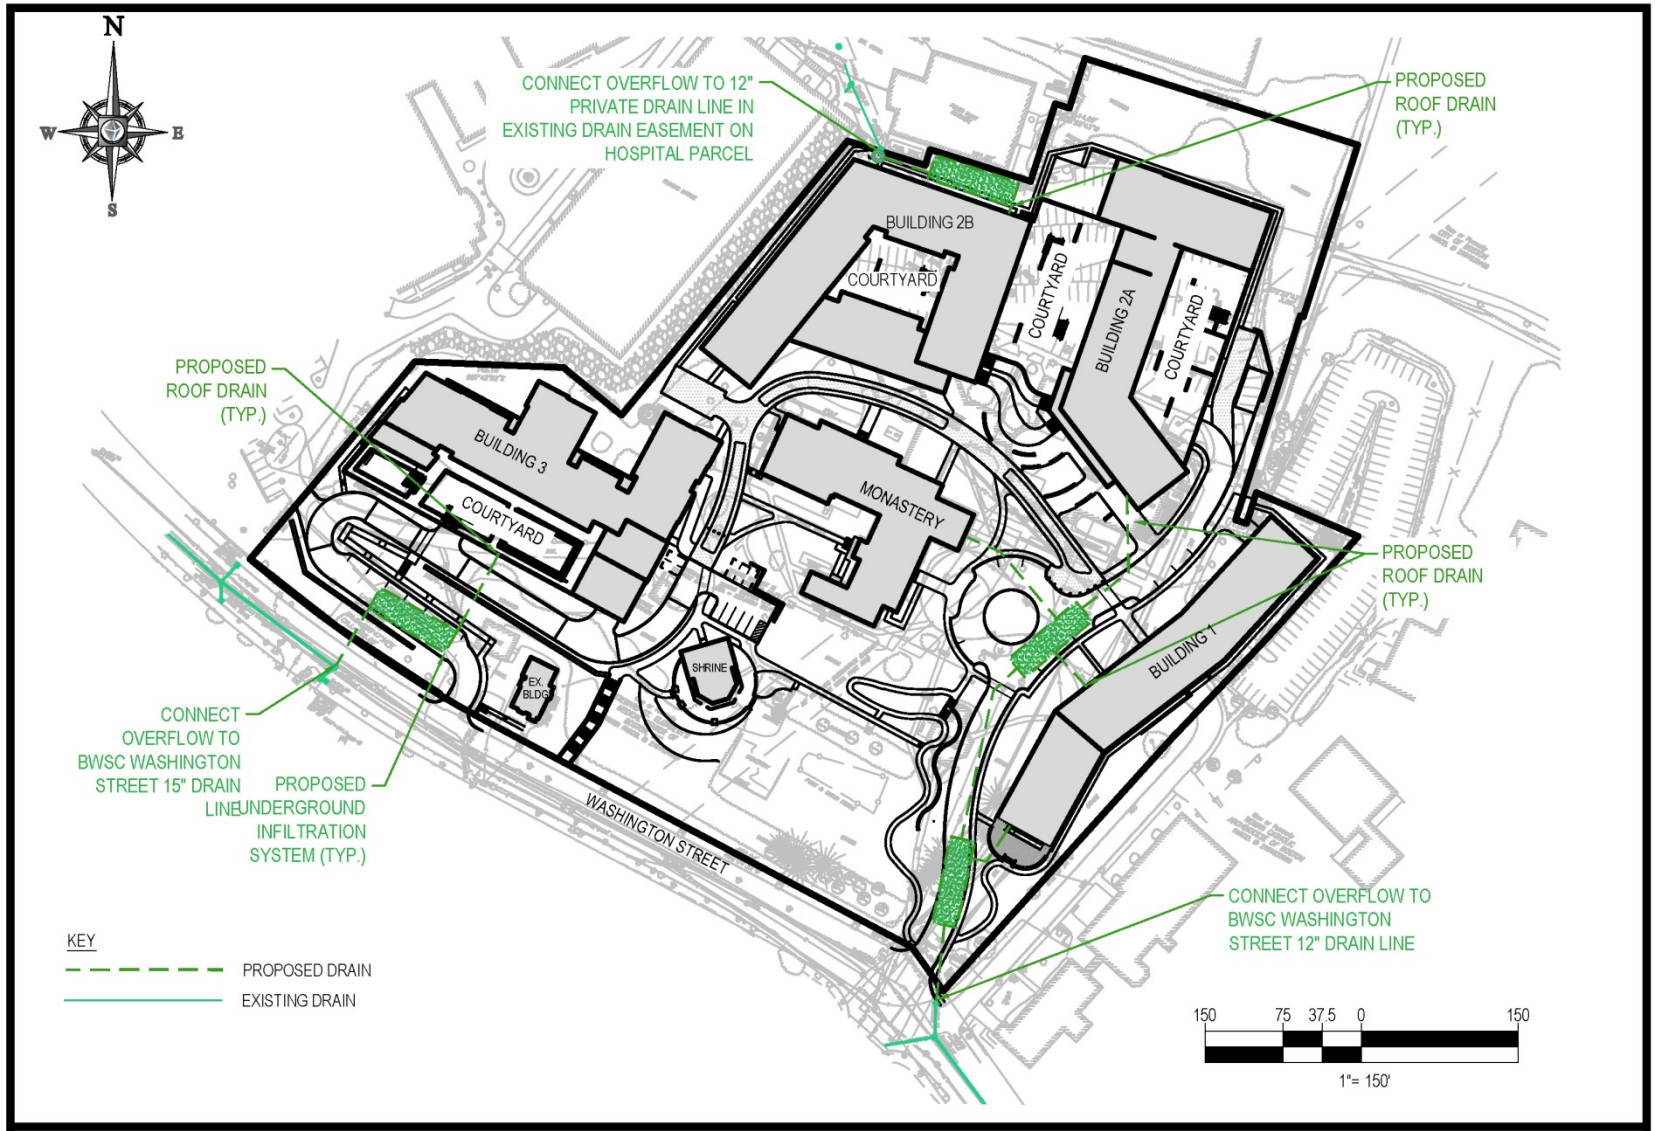 N
W
E
S
CONNECT OVERFLOW TO 12"
PRIVATE DRAIN LINE IN
EXISTING DRAIN EASEMENT ON
HOSPITAL PARCEL
PROPOSED
ROOF DRAIN
(TYP.)
BUILDING 2B
COURTYARD
COURTYARD
BUILDING 2A
COURTYARD
PROPOSED
ROOF DRAIN
(TYP.)
BUILDING 3
COURTYARD
MONASTERY
PROPOSED
ROOF DRAIN
(TYP.)
BUILDING 1
SHRINE
EX.
BLDG
CONNECT
OVERFLOW TO
BWSC WASHINGTON
STREET 15" DRAIN
LINE
PROPOSED
UNDERGROUND
INFILTRATION
SYSTEM (TYP.)
WASHINGTON STREET
CONNECT OVERFLOW TO
BWSC WASHINGTON
STREET 12" DRAIN LINE
KEY
PROPOSED DRAIN
EXISTING DRAIN
150 75 37.5 0 150
1"= 150'